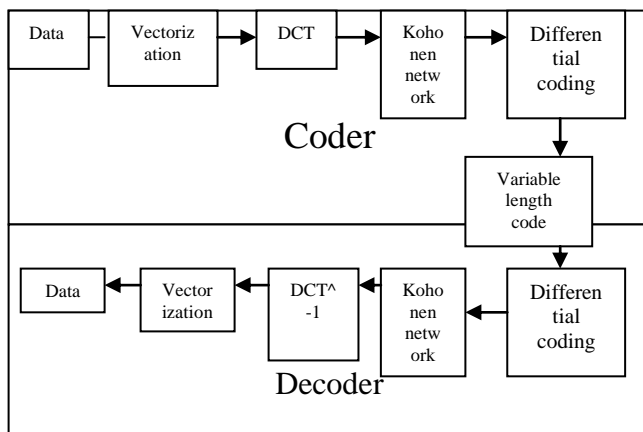 Data
Vectoriz
ation
DCT
Koho
nen
netw
ork
Differen
tial
coding
Coder
Variable
length
code
Data
Vector
ization
DCT^
-1
Koho
nen
netw
ork
Differen
tial
coding
Decoder